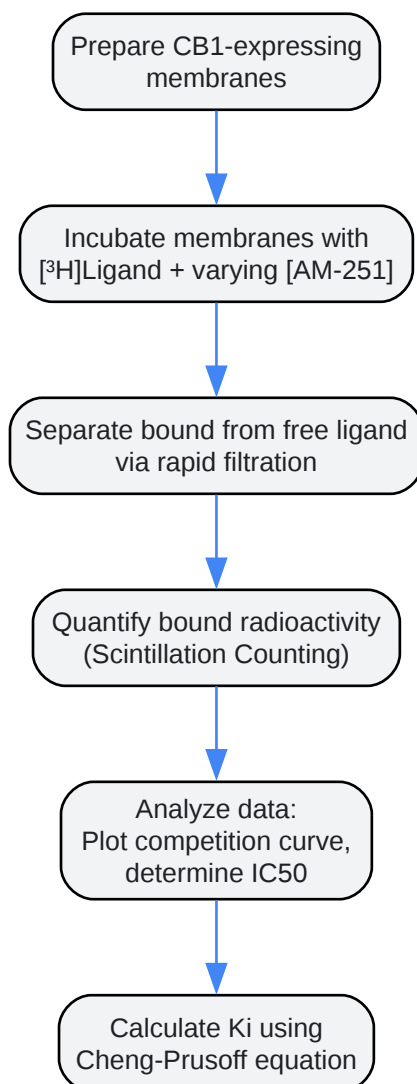 Prepare CB1-expressing
membranes
Incubate membranes with
[³H]Ligand + varying [AM-251]
Separate bound from free ligand
via rapid filtration
Quantify bound radioactivity
(Scintillation Counting)
Analyze data:
Plot competition curve,
determine IC50
Calculate Ki using
Cheng-Prusoff equation